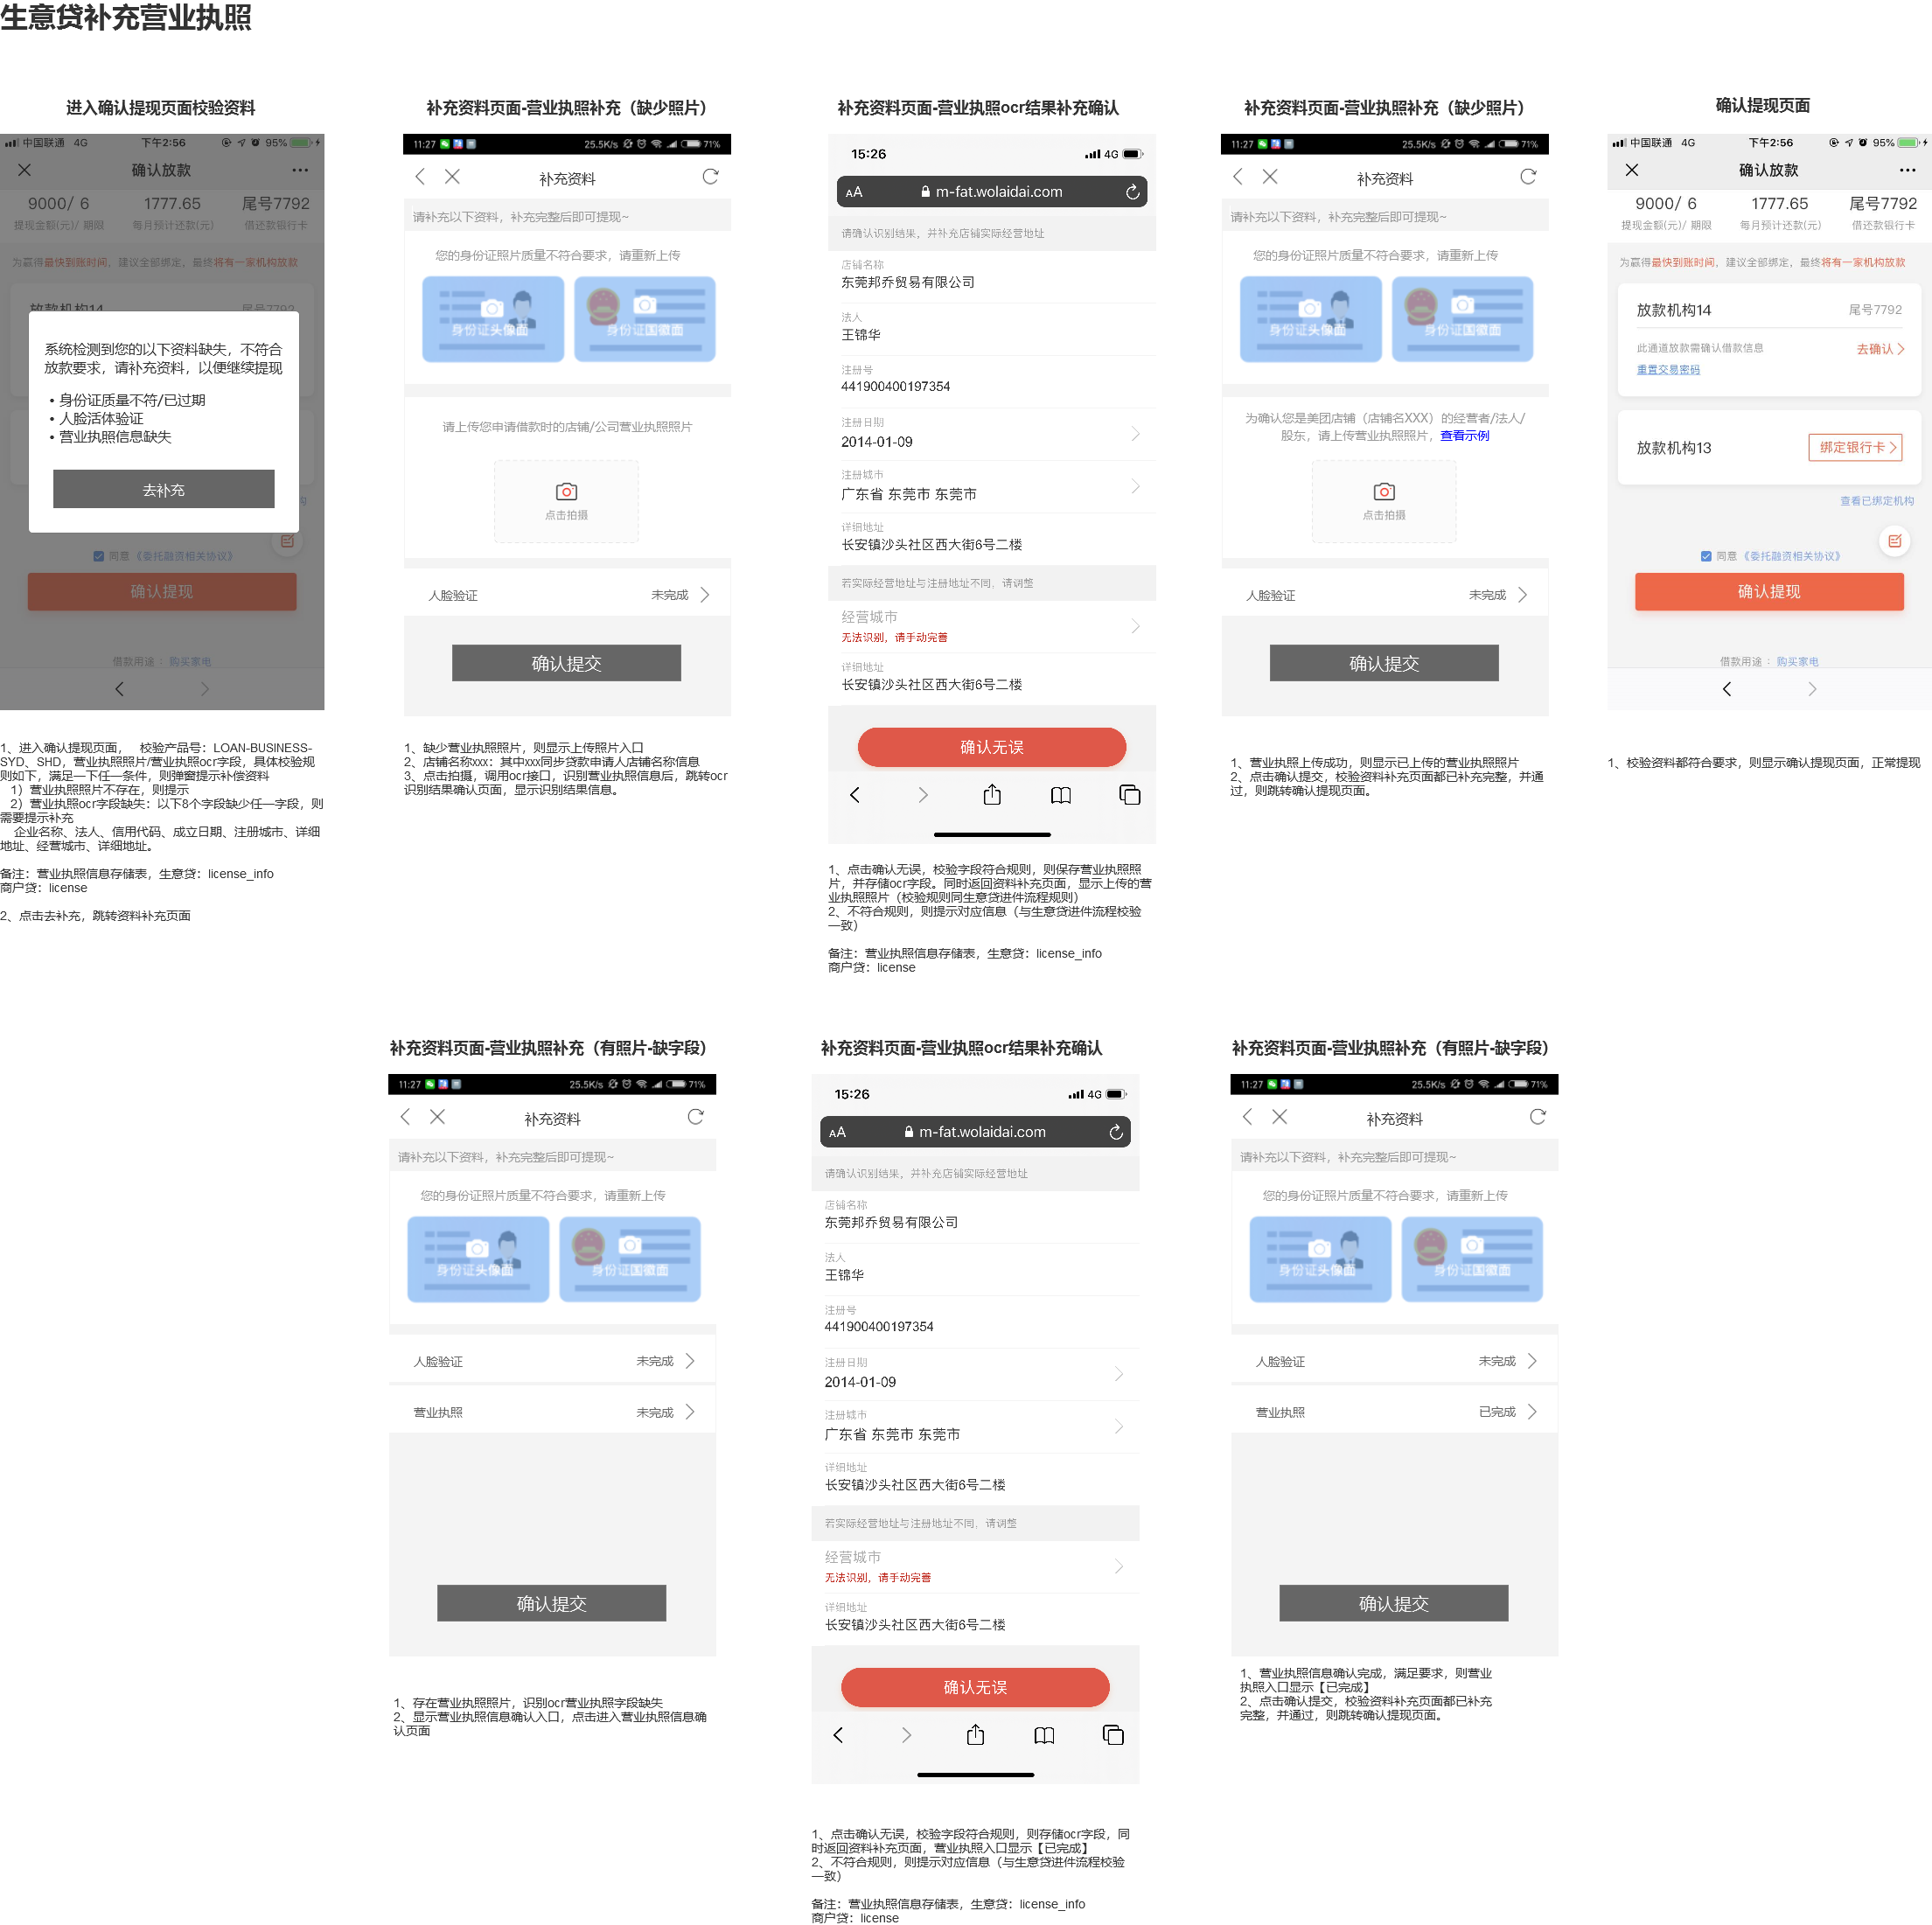 生意贷补充营业执照
进入确认提现页面校验资料
中国联通 4G 下午2:56 95%
确认放款
9000/ 6 1777.65 尾号7792
提现金额(元)/ 期限 每月预计还款(元) 借还款银行卡
为赢得最快到账时间，建议全部绑定，最终将有一家机构放款
放款机构14 尾号7792
系统检测到您的以下资料缺失，不符合
放款要求，请补充资料，以便继续提现
• 身份证质量不符/已过期
• 人脸活体验证
• 营业执照信息缺失
去补充
构
同意《委托融资相关协议》
确认提现
借款用途： 购买家电
1、进入确认提现页面， 校验产品号：LOAN-BUSINESS-
SYD、SHD，营业执照照片/营业执照ocr字段，具体校验规
则如下，满足一下任一条件，则弹窗提示补偿资料
1）营业执照照片不存在，则提示
2）营业执照ocr字段缺失：以下8个字段缺少任一字段，则
需要提示补充
企业名称、法人、信用代码、成立日期、注册城市、详细
地址、经营城市、详细地址。
备注：营业执照信息存储表，生意贷：license_info
商户贷：license
2、点击去补充，跳转资料补充页面
补充资料页面-营业执照补充（缺少照片）
11:27 25.5K/s 71%
补充资料
请补充以下资料，补充完整后即可提现~
您的身份证照片质量不符合要求，请重新上传
身份证头像面 身份证国徽面
请上传您申请借款时的店铺/公司营业执照照片
点击拍摄
人脸验证 未完成
确认提交
1、缺少营业执照照片，则显示上传照片入口
2、店铺名称xxx：其中xxx同步贷款申请人店铺名称信息
3、点击拍摄，调用ocr接口，识别营业执照信息后，跳转ocr
识别结果确认页面，显示识别结果信息。
补充资料页面-营业执照ocr结果补充确认
15:26 4G
AA m-fat.wolaidai.com
请确认识别结果，并补充店铺实际经营地址
店铺名称
东莞邦乔贸易有限公司
法人
王锦华
注册号
441900400197354
注册日期
2014-01-09
注册城市
广东省 东莞市 东莞市
详细地址
长安镇沙头社区西大街6号二楼
若实际经营地址与注册地址不同，请调整
经营城市
无法识别，请手动完善
详细地址
长安镇沙头社区西大街6号二楼
确认无误
1、点击确认无误，校验字段符合规则，则保存营业执照照
片，并存储ocr字段。同时返回资料补充页面，显示上传的营
业执照照片（校验规则同生意贷进件流程规则）
2、不符合规则，则提示对应信息（与生意贷进件流程校验
一致）
备注：营业执照信息存储表，生意贷：license_info
商户贷：license
补充资料页面-营业执照补充（缺少照片）
11:27 25.5K/s 71%
补充资料
请补充以下资料，补充完整后即可提现~
您的身份证照片质量不符合要求，请重新上传
身份证头像面 身份证国徽面
为确认您是美团店铺（店铺名XXX）的经营者/法人/
股东，请上传营业执照照片，查看示例
点击拍摄
人脸验证 未完成
确认提交
1、营业执照上传成功，则显示已上传的营业执照照片
2、点击确认提交，校验资料补充页面都已补充完整，并通
过，则跳转确认提现页面。
确认提现页面
中国联通 4G 下午2:56 95%
确认放款
9000/ 6 1777.65 尾号7792
提现金额(元)/ 期限 每月预计还款(元) 借还款银行卡
为赢得最快到账时间，建议全部绑定，最终将有一家机构放款
放款机构14 尾号7792
此通道放款需确认借款信息 去确认
重置交易密码
放款机构13 绑定银行卡
查看已绑定机构
同意《委托融资相关协议》
确认提现
借款用途： 购买家电
1、校验资料都符合要求，则显示确认提现页面，正常提现
补充资料页面-营业执照补充（有照片-缺字段）
11:27 25.5K/s 71%
补充资料
请补充以下资料，补充完整后即可提现~
您的身份证照片质量不符合要求，请重新上传
身份证头像面 身份证国徽面
人脸验证 未完成
营业执照 未完成
确认提交
1、存在营业执照照片，识别ocr营业执照字段缺失
2、显示营业执照信息确认入口，点击进入营业执照信息确
认页面
补充资料页面-营业执照ocr结果补充确认
15:26 4G
AA m-fat.wolaidai.com
请确认识别结果，并补充店铺实际经营地址
店铺名称
东莞邦乔贸易有限公司
法人
王锦华
注册号
441900400197354
注册日期
2014-01-09
注册城市
广东省 东莞市 东莞市
详细地址
长安镇沙头社区西大街6号二楼
若实际经营地址与注册地址不同，请调整
经营城市
无法识别，请手动完善
详细地址
长安镇沙头社区西大街6号二楼
确认无误
1、点击确认无误，校验字段符合规则，则存储ocr字段，同
时返回资料补充页面，营业执照入口显示【已完成】
2、不符合规则，则提示对应信息（与生意贷进件流程校验
一致）
备注：营业执照信息存储表，生意贷：license_info
商户贷：license
补充资料页面-营业执照补充（有照片-缺字段）
11:27 25.5K/s 71%
补充资料
请补充以下资料，补充完整后即可提现~
您的身份证照片质量不符合要求，请重新上传
身份证头像面 身份证国徽面
人脸验证 未完成
营业执照 已完成
确认提交
1、营业执照信息确认完成，满足要求，则营业
执照入口显示【已完成】
2、点击确认提交，校验资料补充页面都已补充
完整，并通过，则跳转确认提现页面。